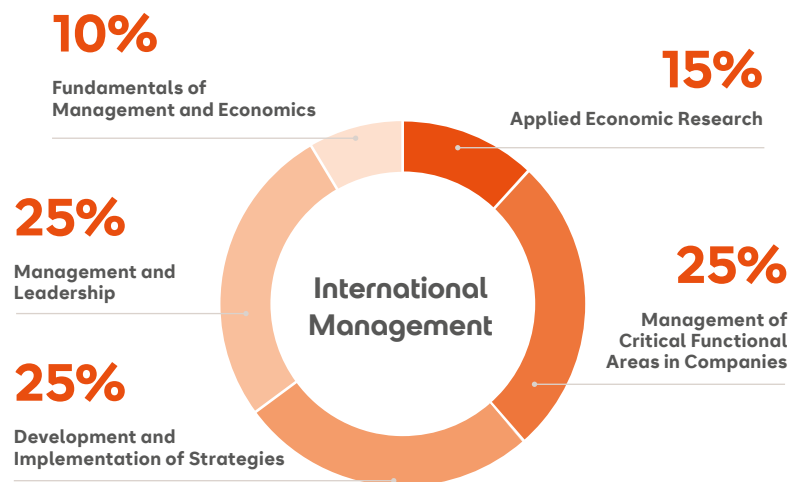 10%
Fundamentals of
Management and Economics
15%
Applied Economic Research
25%
Management and
Leadership
International
Management
25%
Management of
Critical Functional
Areas in Companies
25%
Development and
Implementation of Strategies